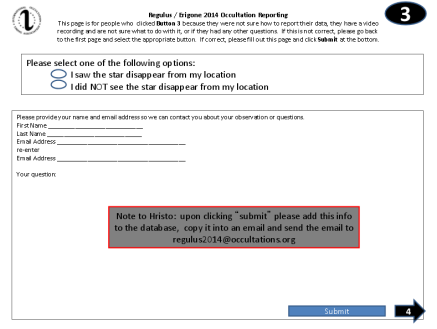 Regulus / Erigone 2014 Occultation Reporting
3
This page is for people who clicked Button 3 because they were not sure how to report their data, they have a video
recording and are not sure what to do with it, or if they had any other questions. If this is not correct, please go back
to the first page and select the appropriate button. If correct, please fill out this page and click Submit at the bottom.
Please select one of the following options:
I saw the star disappear from my location
I did NOT see the star disappear from my location
Please provide your name and email address so we can contact you about your observation or questions.
First Name ____________________________
Last Name ____________________________
Email Address ______________________________________
re-enter
Email Address ______________________________________
Your question:
Note to Hristo: upon clicking "submit" please add this info
to the database, copy it into an email and send the email to
regulus2014@occultations.org
Submit
4